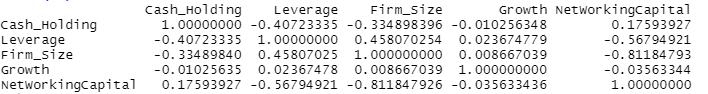 Cash_Holding Leverage Firm_Size Growth NetWorkingCapital
Cash_Holding 1.00000000 -0.40723335 -0.334898396 -0.010256348 0.17593927
Leverage -0.40723335 1.00000000 0.458070254 0.023674779 -0.56794921
Firm_Size -0.33489840 0.45807025 1.000000000 0.008667039 -0.81184793
Growth -0.01025635 0.02367478 0.008667039 1.000000000 -0.03563344
NetWorkingCapital 0.17593927 -0.56794921 -0.811847926 -0.035633436 1.00000000